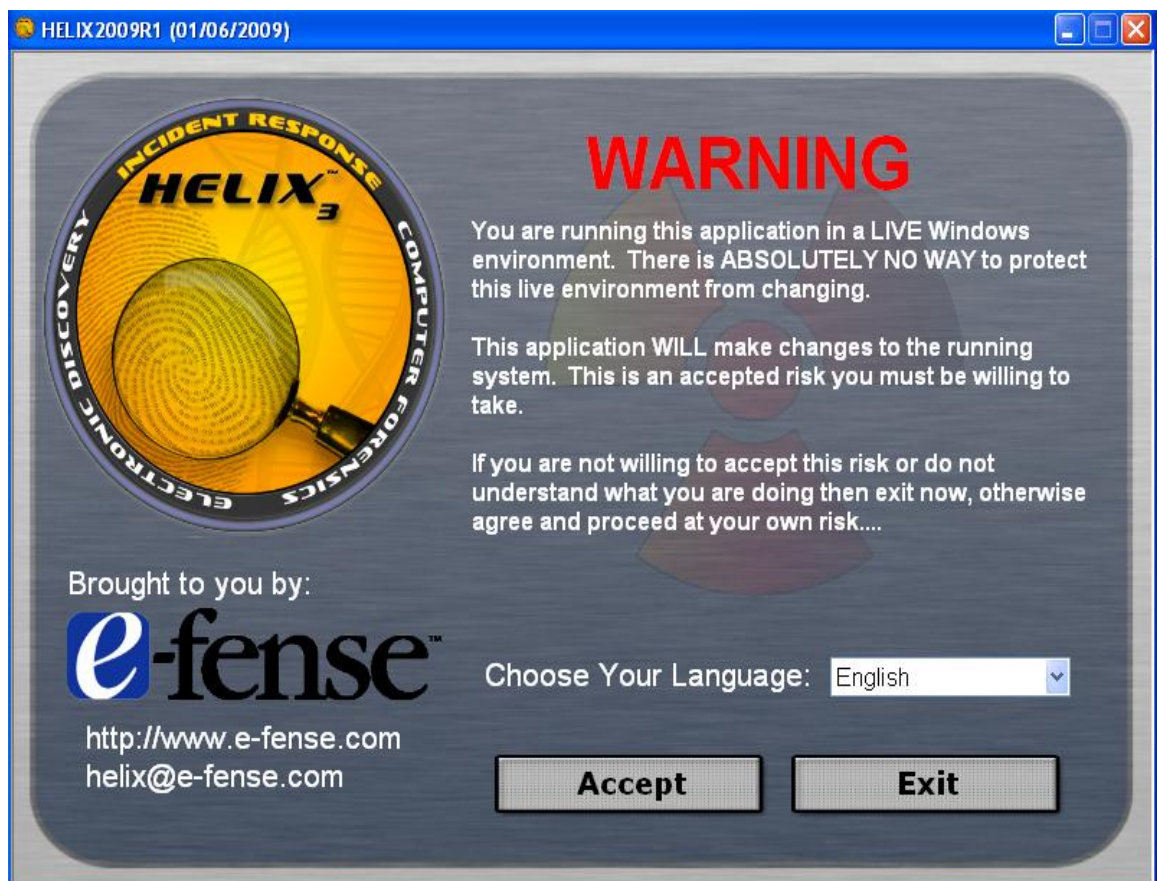 HELIX2009R1 (01/06/2009)
INCIDENT RESPONSE
COMPUTER FORENSICS
ELECTRONIC DISCOVERY
HELIX™
3
WARNING
You are running this application in a LIVE Windows
environment. There is ABSOLUTELY NO WAY to protect
this live environment from changing.
This application WILL make changes to the running
system. This is an accepted risk you must be willing to
take.
If you are not willing to accept this risk or do not
understand what you are doing then exit now, otherwise
agree and proceed at your own risk....
Brought to you by:
e-fense™
http://www.e-fense.com
helix@e-fense.com
Choose Your Language: English
Accept Exit